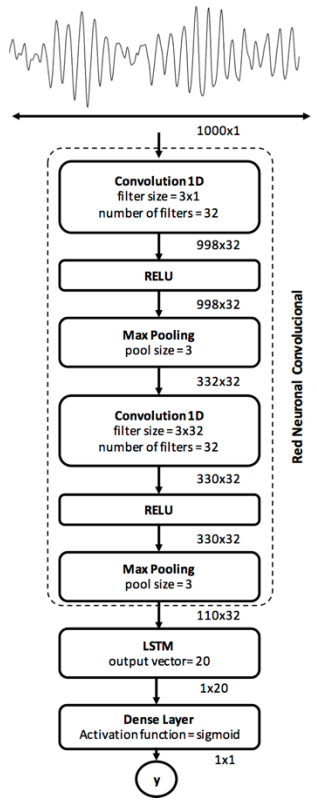 1000x1
Convolution 1D
filter size = 3x1
number of filters = 32
998x32
RELU
998x32
Max Pooling
pool size = 3
332x32
Convolution 1D
filter size = 3x32
number of filters = 32
330x32
RELU
330x32
Max Pooling
pool size = 3
110x32
Red Neuronal Convolucional
LSTM
output vector= 20
1x20
Dense Layer
Activation function = sigmoid
1x1
y